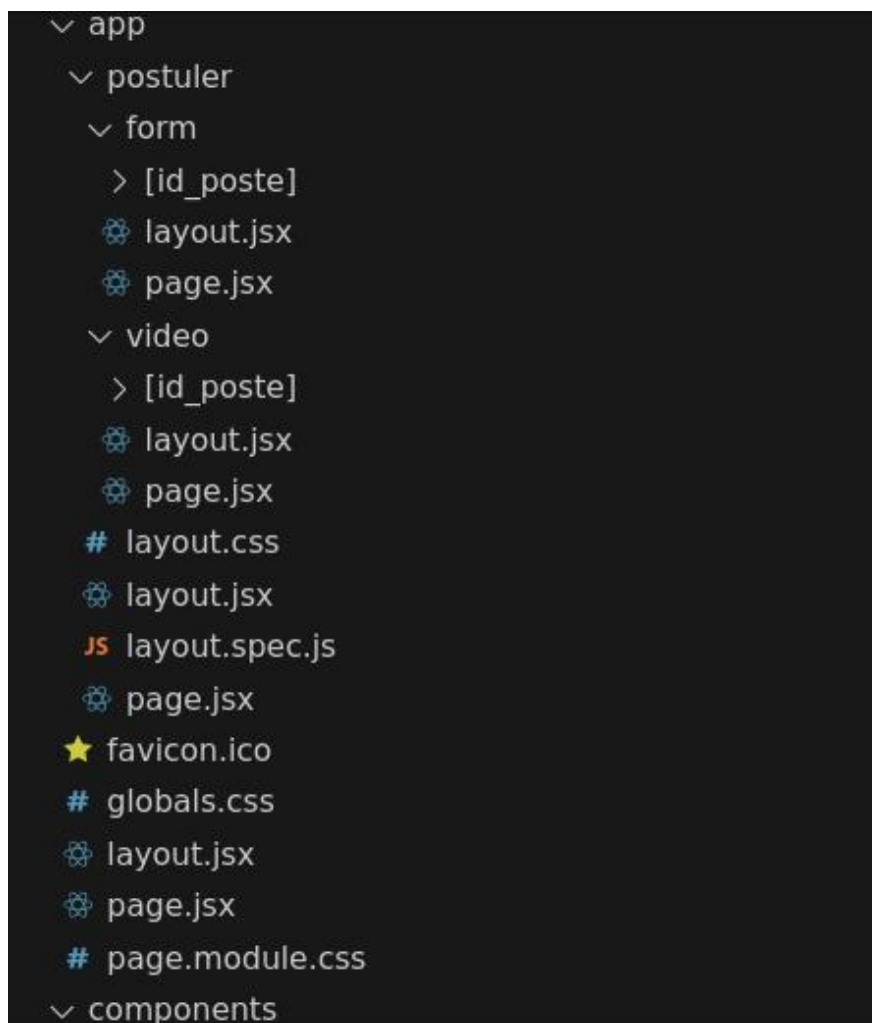 app
postuler
form
[id_poste]
layout.jsx
page.jsx
video
[id_poste]
layout.jsx
page.jsx
# layout.css
layout.jsx
JS layout.spec.js
page.jsx
favicon.ico
# globals.css
layout.jsx
page.jsx
# page.module.css
components